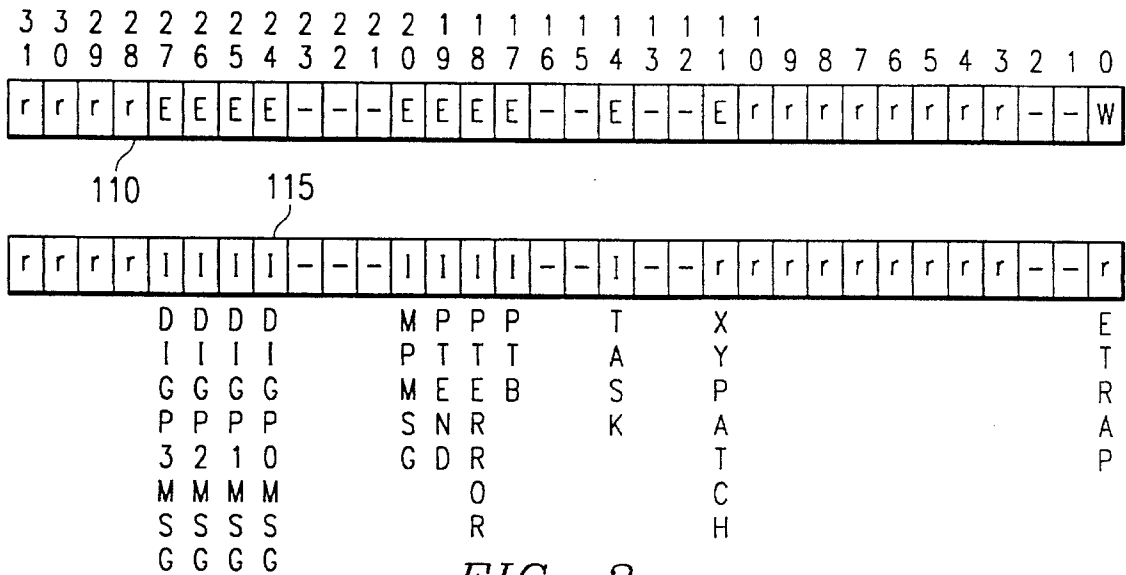 3 3 2 2 2 2 2 2 2 2 2 2 1 1 1 1 1 1 1 1 1 1
1 0 9 8 7 6 5 4 3 2 1 0 9 8 7 6 5 4 3 2 1 0 9 8 7 6 5 4 3 2 1 0
r r r r E E E E - - - E E E E - - E - - E r r r r r r r r - - W
110
115
r r r r I I I I - - - I I I I - - I - - r r r r r r r r r - - r
DIGP3MSG
DIGP2MSG
DIGP1MSG
DIGP0MSG
MPMSG
PTEND
PTERROR
PTB
TASK
XYPATCH
ETRAP
FIG.